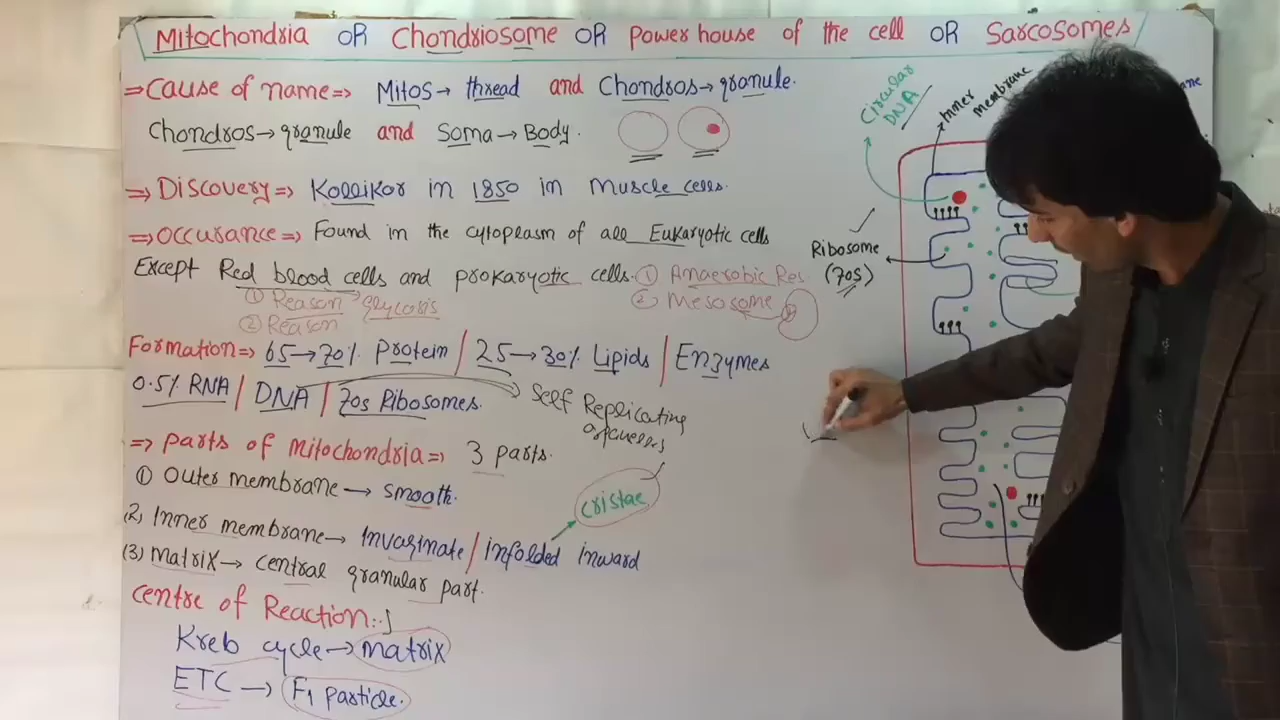 Mitochondria OR Chondriosome OR Powerhouse of the cell OR Sarcosomes
⇒ Cause of name ⇒ Mitos → thread and Chondros → granule.
Chondros → granule and Soma → Body.
⇒ Discovery ⇒ Kollikor in 1850 in Muscle cells.
⇒ Occurance ⇒ Found in the cytoplasm of all Eukaryotic cells
Except Red blood cells and prokaryotic cells. ① Anaerobic Res
① Reason → glycosis ② Mesosome
② Reason
Formation ⇒ 65 → 70% Protein / 25 → 30% Lipids / Enzymes
0.5% RNA / DNA / 70s Ribosomes. Self Replicating
⇒ Parts of Mitochondria ⇒ 3 parts.
① Outer membrane → smooth.
(2) Inner membrane → Invaginate / infolded inward
cristae
(3) Matrix → central granular part.
Centre of Reaction:-
Kreb cycle → matrix
ETC → F1 particle.
Circular
DNA
Inner
membrane
Ribosome
(70s)